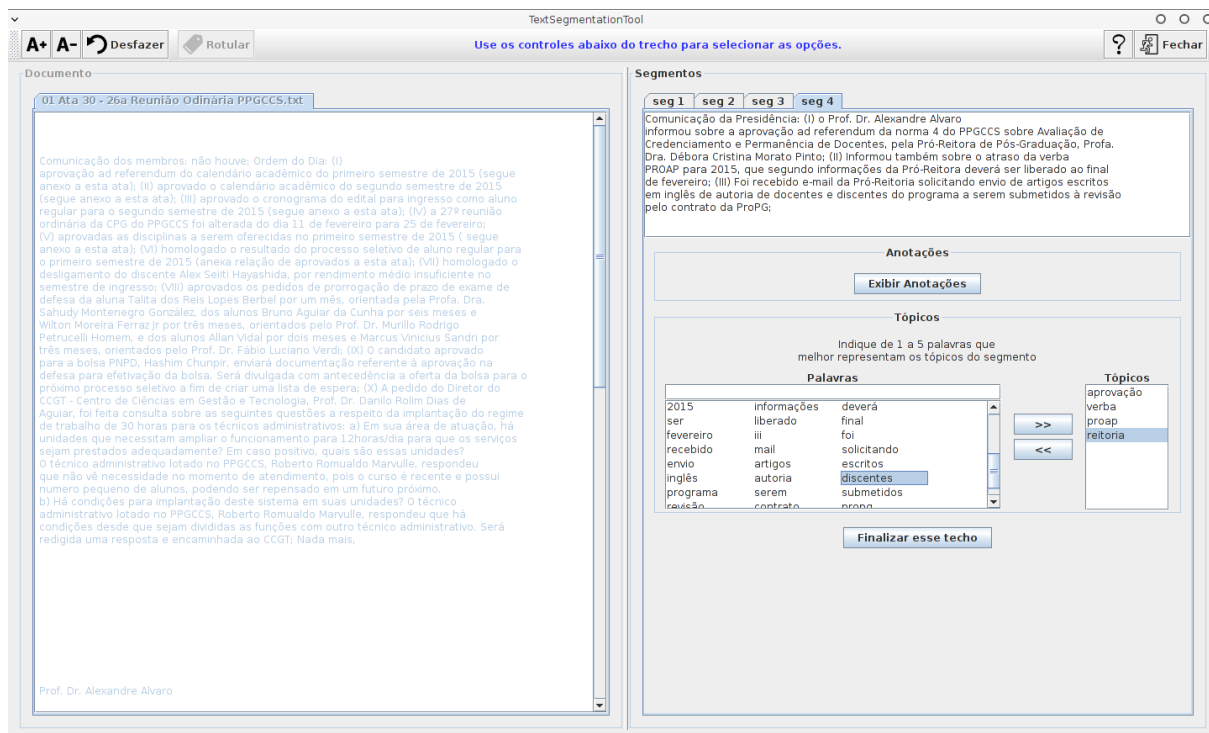 TextSegmentationTool
A+ A- Desfazer Rotular
Use os controles abaixo do trecho para selecionar as opções.
? Fechar
Documento
01 Ata 30 - 26a Reunião Odinária PPGCCS.txt
Comunicação dos membros: não houve; Ordem do Dia: (I)
aprovação ad referendum do calendário acadêmico do primeiro semestre de 2015 (segue
anexo a esta ata); (II) aprovado o calendário acadêmico do segundo semestre de 2015
(segue anexo a esta ata); (III) aprovado o cronograma do edital para ingresso como aluno
regular para o segundo semestre de 2015 (segue anexo a esta ata); (IV) a 27º reunião
ordinária da CPG do PPGCCS foi alterada do dia 11 de fevereiro para 25 de fevereiro;
(V) aprovadas as disciplinas a serem oferecidas no primeiro semestre de 2015 ( segue
anexo a esta ata); (VI) homologado o resultado do processo seletivo de aluno regular para
o primeiro semestre de 2015 (anexa relação de aprovados a esta ata); (VII) homologado o
desligamento do discente Alex Seiiti Hayashida, por rendimento médio insuficiente no
semestre de ingresso; (VIII) aprovados os pedidos de prorrogação de prazo de exame de
defesa da aluna Talita dos Reis Lopes Berbel por um mês, orientada pela Profa. Dra.
Sahudy Montenegro González, dos alunos Bruno Aguiar da Cunha por seis meses e
Wilton Moreira Ferraz Jr por três meses, orientados pelo Prof. Dr. Murillo Rodrigo
Petrucelli Homem, e dos alunos Allan Vidal por dois meses e Marcus Vinicius Sandri por
três meses, orientados pelo Prof. Dr. Fábio Luciano Verdi; (IX) O candidato aprovado
para a bolsa PNPD, Hashim Chunpir, enviará documentação referente à aprovação na
defesa para efetivação da bolsa. Será divulgada com antecedência a oferta da bolsa para o
próximo processo seletivo a fim de criar uma lista de espera; (X) A pedido do Diretor do
CCGT - Centro de Ciências em Gestão e Tecnologia, Prof. Dr. Danilo Rolim Dias de
Aguiar, foi feita consulta sobre as seguintes questões a respeito da implantação do regime
de trabalho de 30 horas para os técnicos administrativos: a) Em sua área de atuação, há
unidades que necessitam ampliar o funcionamento para 12horas/dia para que os serviços
sejam prestados adequadamente? Em caso positivo, quais são essas unidades?
O técnico administrativo lotado no PPGCCS, Roberto Romualdo Marvulle, respondeu
que não vê necessidade no momento de atendimento, pois o curso é recente e possui
numero pequeno de alunos, podendo ser repensado em um futuro próximo.
b) Há condições para implantação deste sistema em suas unidades? O técnico
administrativo lotado no PPGCCS, Roberto Romualdo Marvulle, respondeu que há
condições desde que sejam divididas as funções com outro técnico administrativo. Será
redigida uma resposta e encaminhada ao CCGT; Nada mais,
Prof. Dr. Alexandre Alvaro
Segmentos
seg 1 seg 2 seg 3 seg 4
Comunicação da Presidência: (I) o Prof. Dr. Alexandre Alvaro
informou sobre a aprovação ad referendum da norma 4 do PPGCCS sobre Avaliação de
Credenciamento e Permanência de Docentes, pela Pró-Reitora de Pós-Graduação, Profa.
Dra. Débora Cristina Morato Pinto; (II) Informou também sobre o atraso da verba
PROAP para 2015, que segundo informações da Pró-Reitora deverá ser liberado ao final
de fevereiro; (III) Foi recebido e-mail da Pró-Reitoria solicitando envio de artigos escritos
em inglês de autoria de docentes e discentes do programa a serem submetidos à revisão
pelo contrato da ProPG;
Anotações
Exibir Anotações
Tópicos
Indique de 1 a 5 palavras que
melhor representam os tópicos do segmento
Palavras
2015 informações deverá
ser liberado final
fevereiro iii foi
recebido mail solicitando
envio artigos escritos
inglês autoria discentes
programa serem submetidos
revisão contrato propg
>>
<<
Tópicos
aprovação
verba
proap
reitoria
Finalizar esse techo